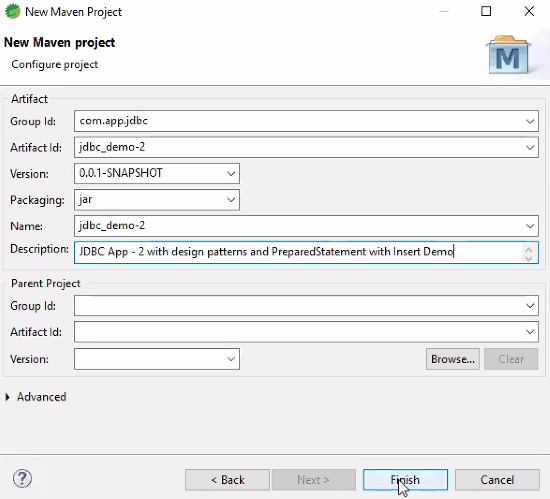 New Maven Project
New Maven project
Configure project
M
Artifact
Group Id: com.app.jdbc
Artifact Id: jdbc_demo-2
Version: 0.0.1-SNAPSHOT
Packaging: jar
Name: jdbc_demo-2
Description: JDBC App - 2 with design patterns and PreparedStatement with Insert Demo
Parent Project
Group Id:
Artifact Id:
Version: Browse... Clear
Advanced
? < Back Next > Finish Cancel